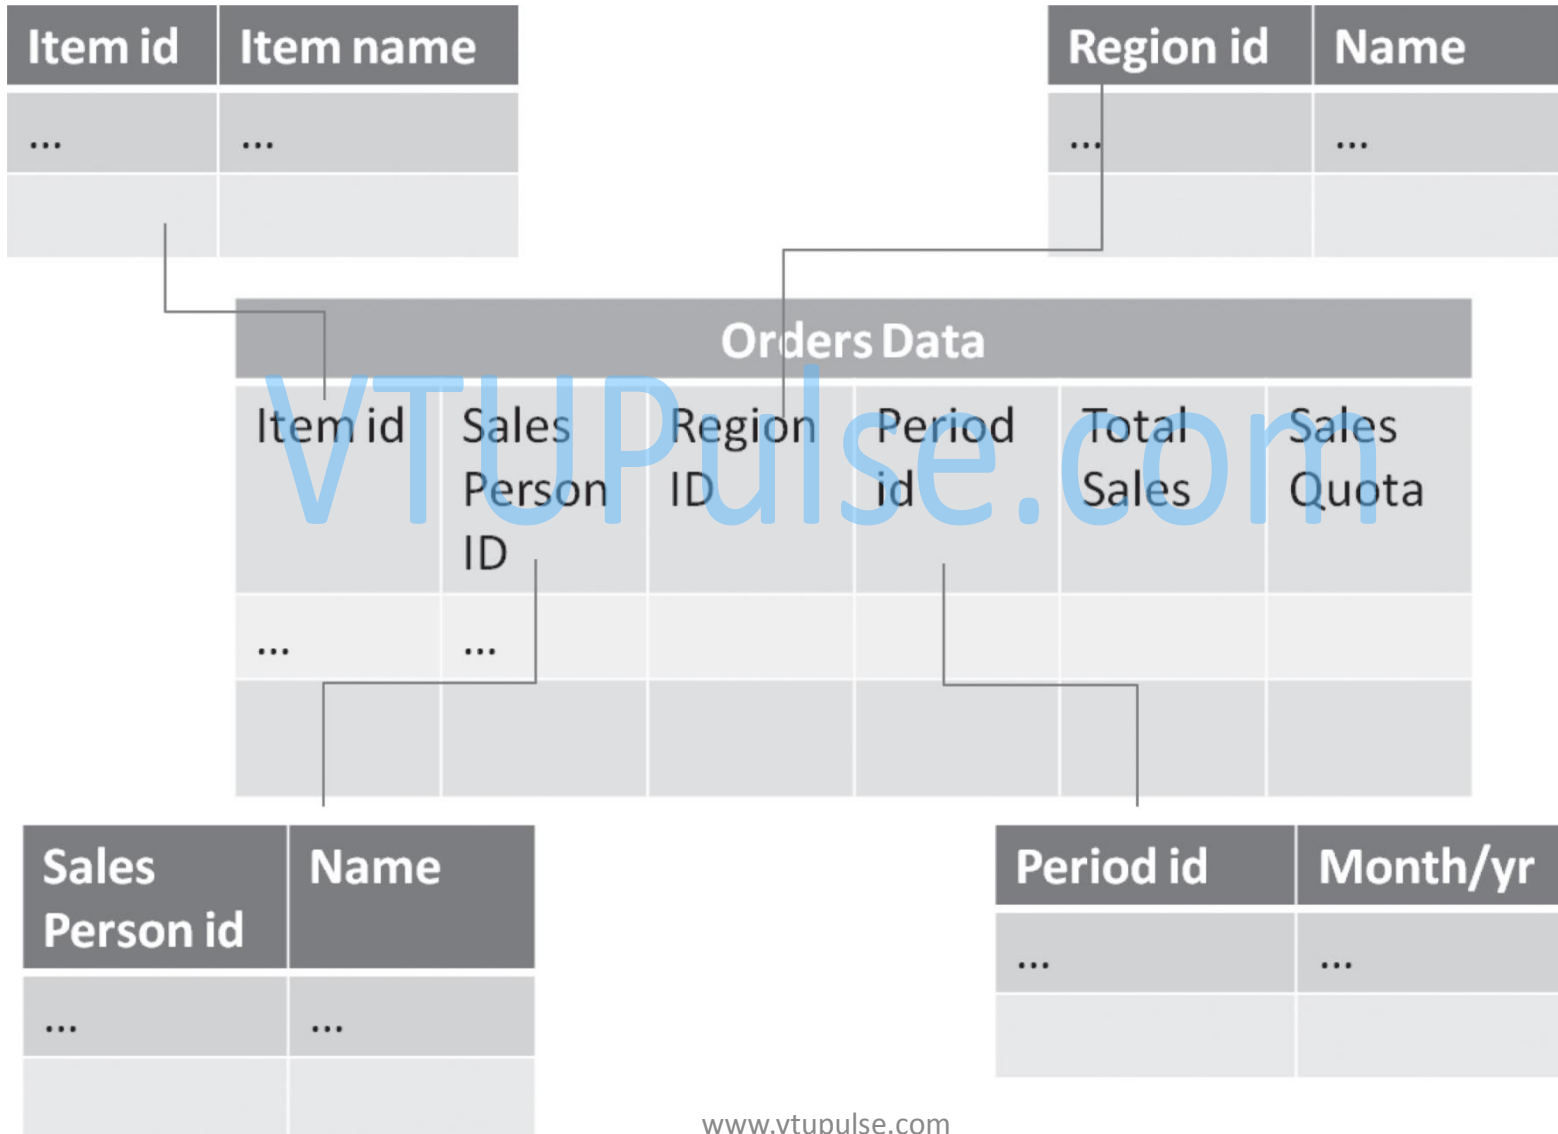 Item id Item name
... ...
Region id Name
... ...
Orders Data
Item id Sales Person ID Region ID Period id Total Sales Sales Quota
... ...
VTUPulse.com
Sales Person id Name
... ...
Period id Month/yr
... ...
www.vtupulse.com